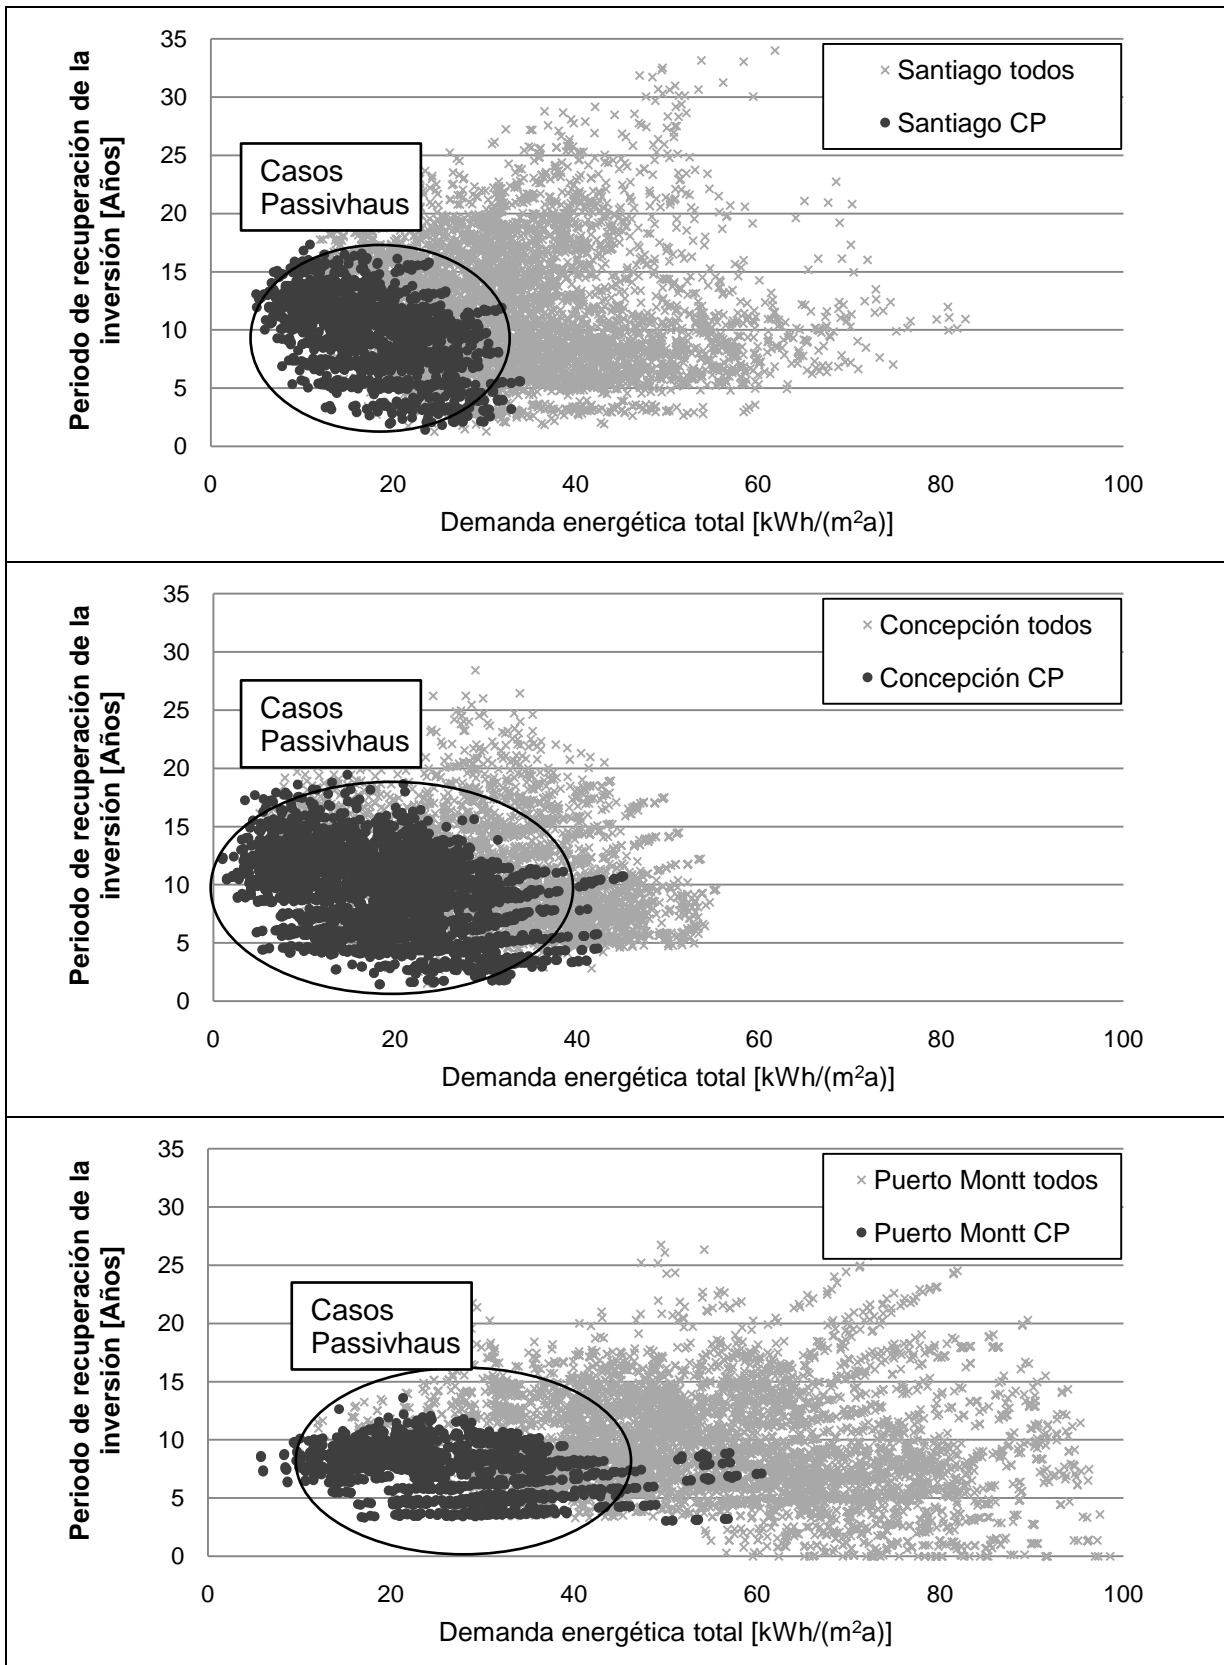 Periodo de recuperación de la
inversión [Años]
35
30
25
20
15
10
5
0
Santiago todos
Santiago CP
Casos
Passivhaus
0 20 40 60 80 100
Demanda energética total [kWh/(m²a)]
Periodo de recuperación de la
inversión [Años]
35
30
25
20
15
10
5
0
Concepción todos
Concepción CP
Casos
Passivhaus
0 20 40 60 80 100
Demanda energética total [kWh/(m²a)]
Periodo de recuperación de la
inversión [Años]
35
30
25
20
15
10
5
0
Puerto Montt todos
Puerto Montt CP
Casos
Passivhaus
0 20 40 60 80 100
Demanda energética total [kWh/(m²a)]